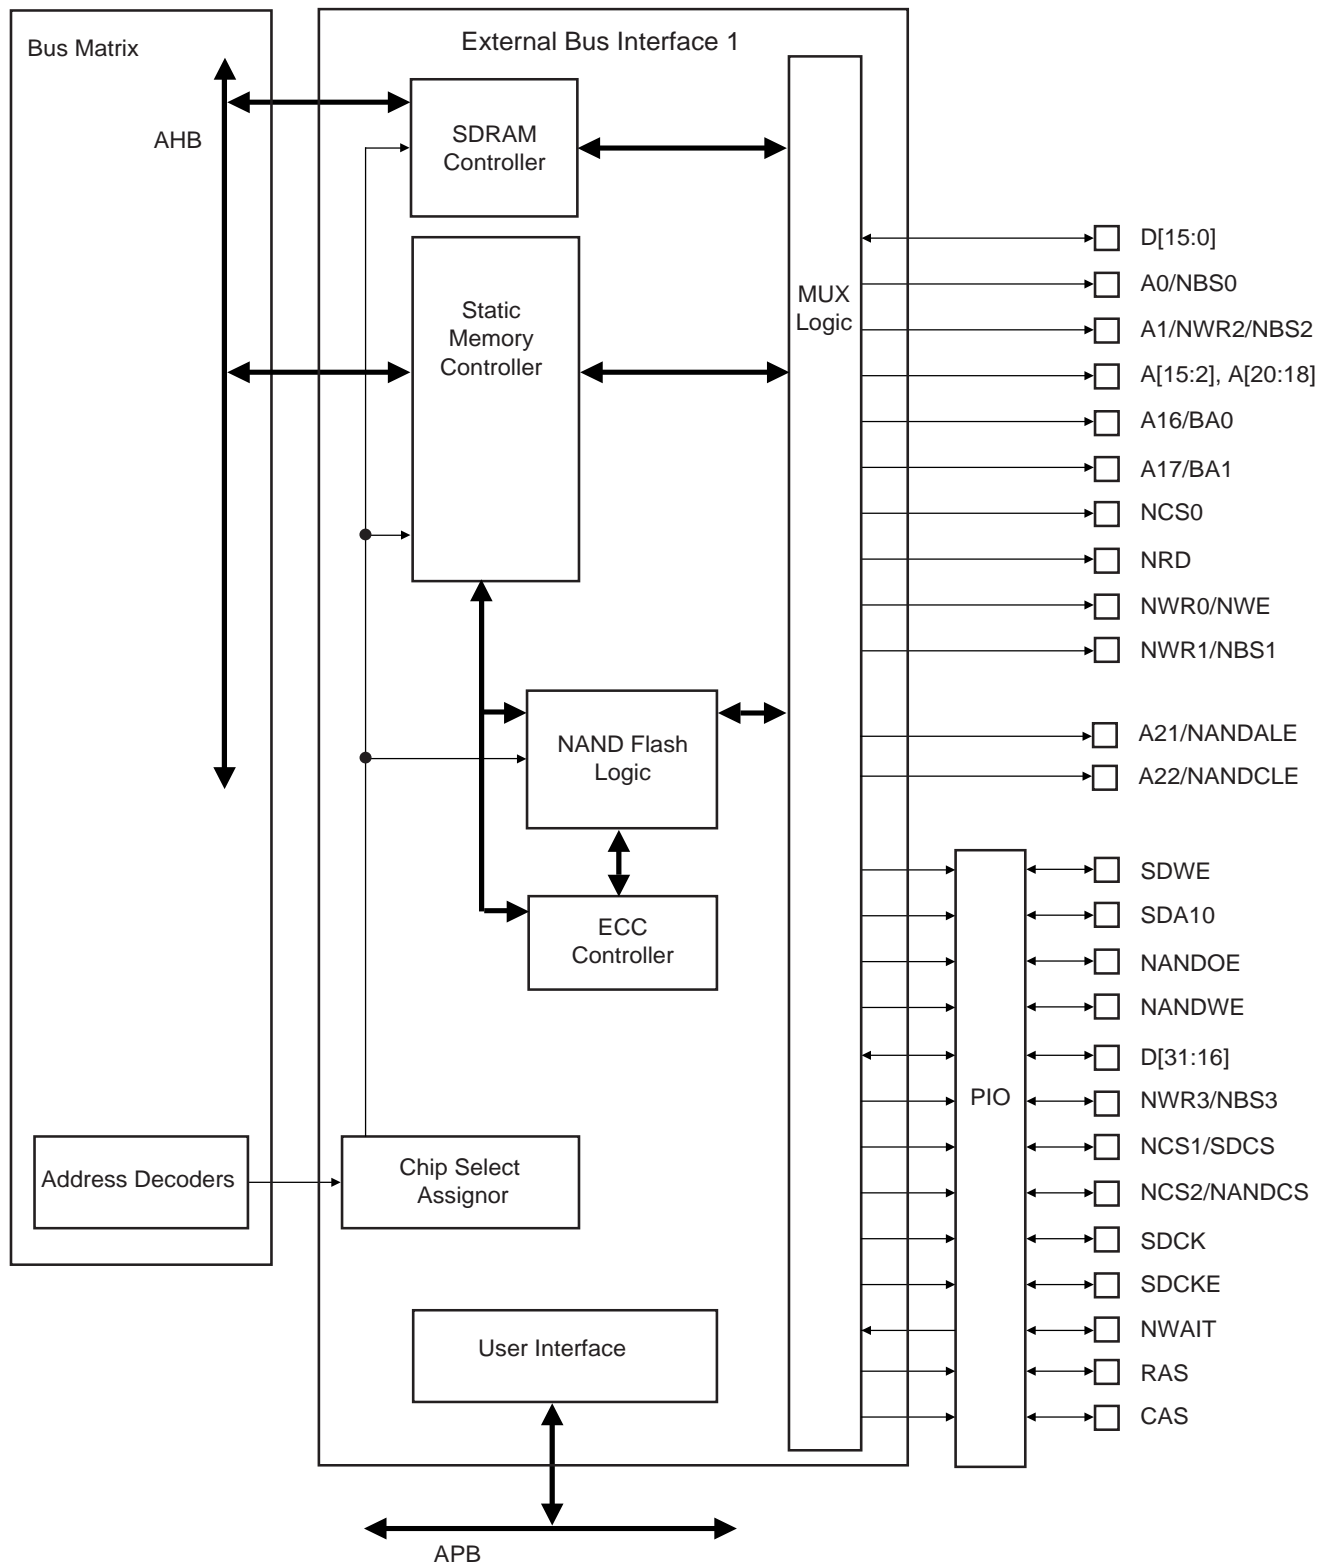 Bus Matrix
External Bus Interface 1
AHB
SDRAM
Controller
Static
Memory
Controller
MUX
Logic
NAND Flash
Logic
ECC
Controller
PIO
Address Decoders
Chip Select
Assignor
User Interface
APB
D[15:0]
A0/NBS0
A1/NWR2/NBS2
A[15:2], A[20:18]
A16/BA0
A17/BA1
NCS0
NRD
NWR0/NWE
NWR1/NBS1
A21/NANDALE
A22/NANDCLE
SDWE
SDA10
NANDOE
NANDWE
D[31:16]
NWR3/NBS3
NCS1/SDCS
NCS2/NANDCS
SDCK
SDCKE
NWAIT
RAS
CAS